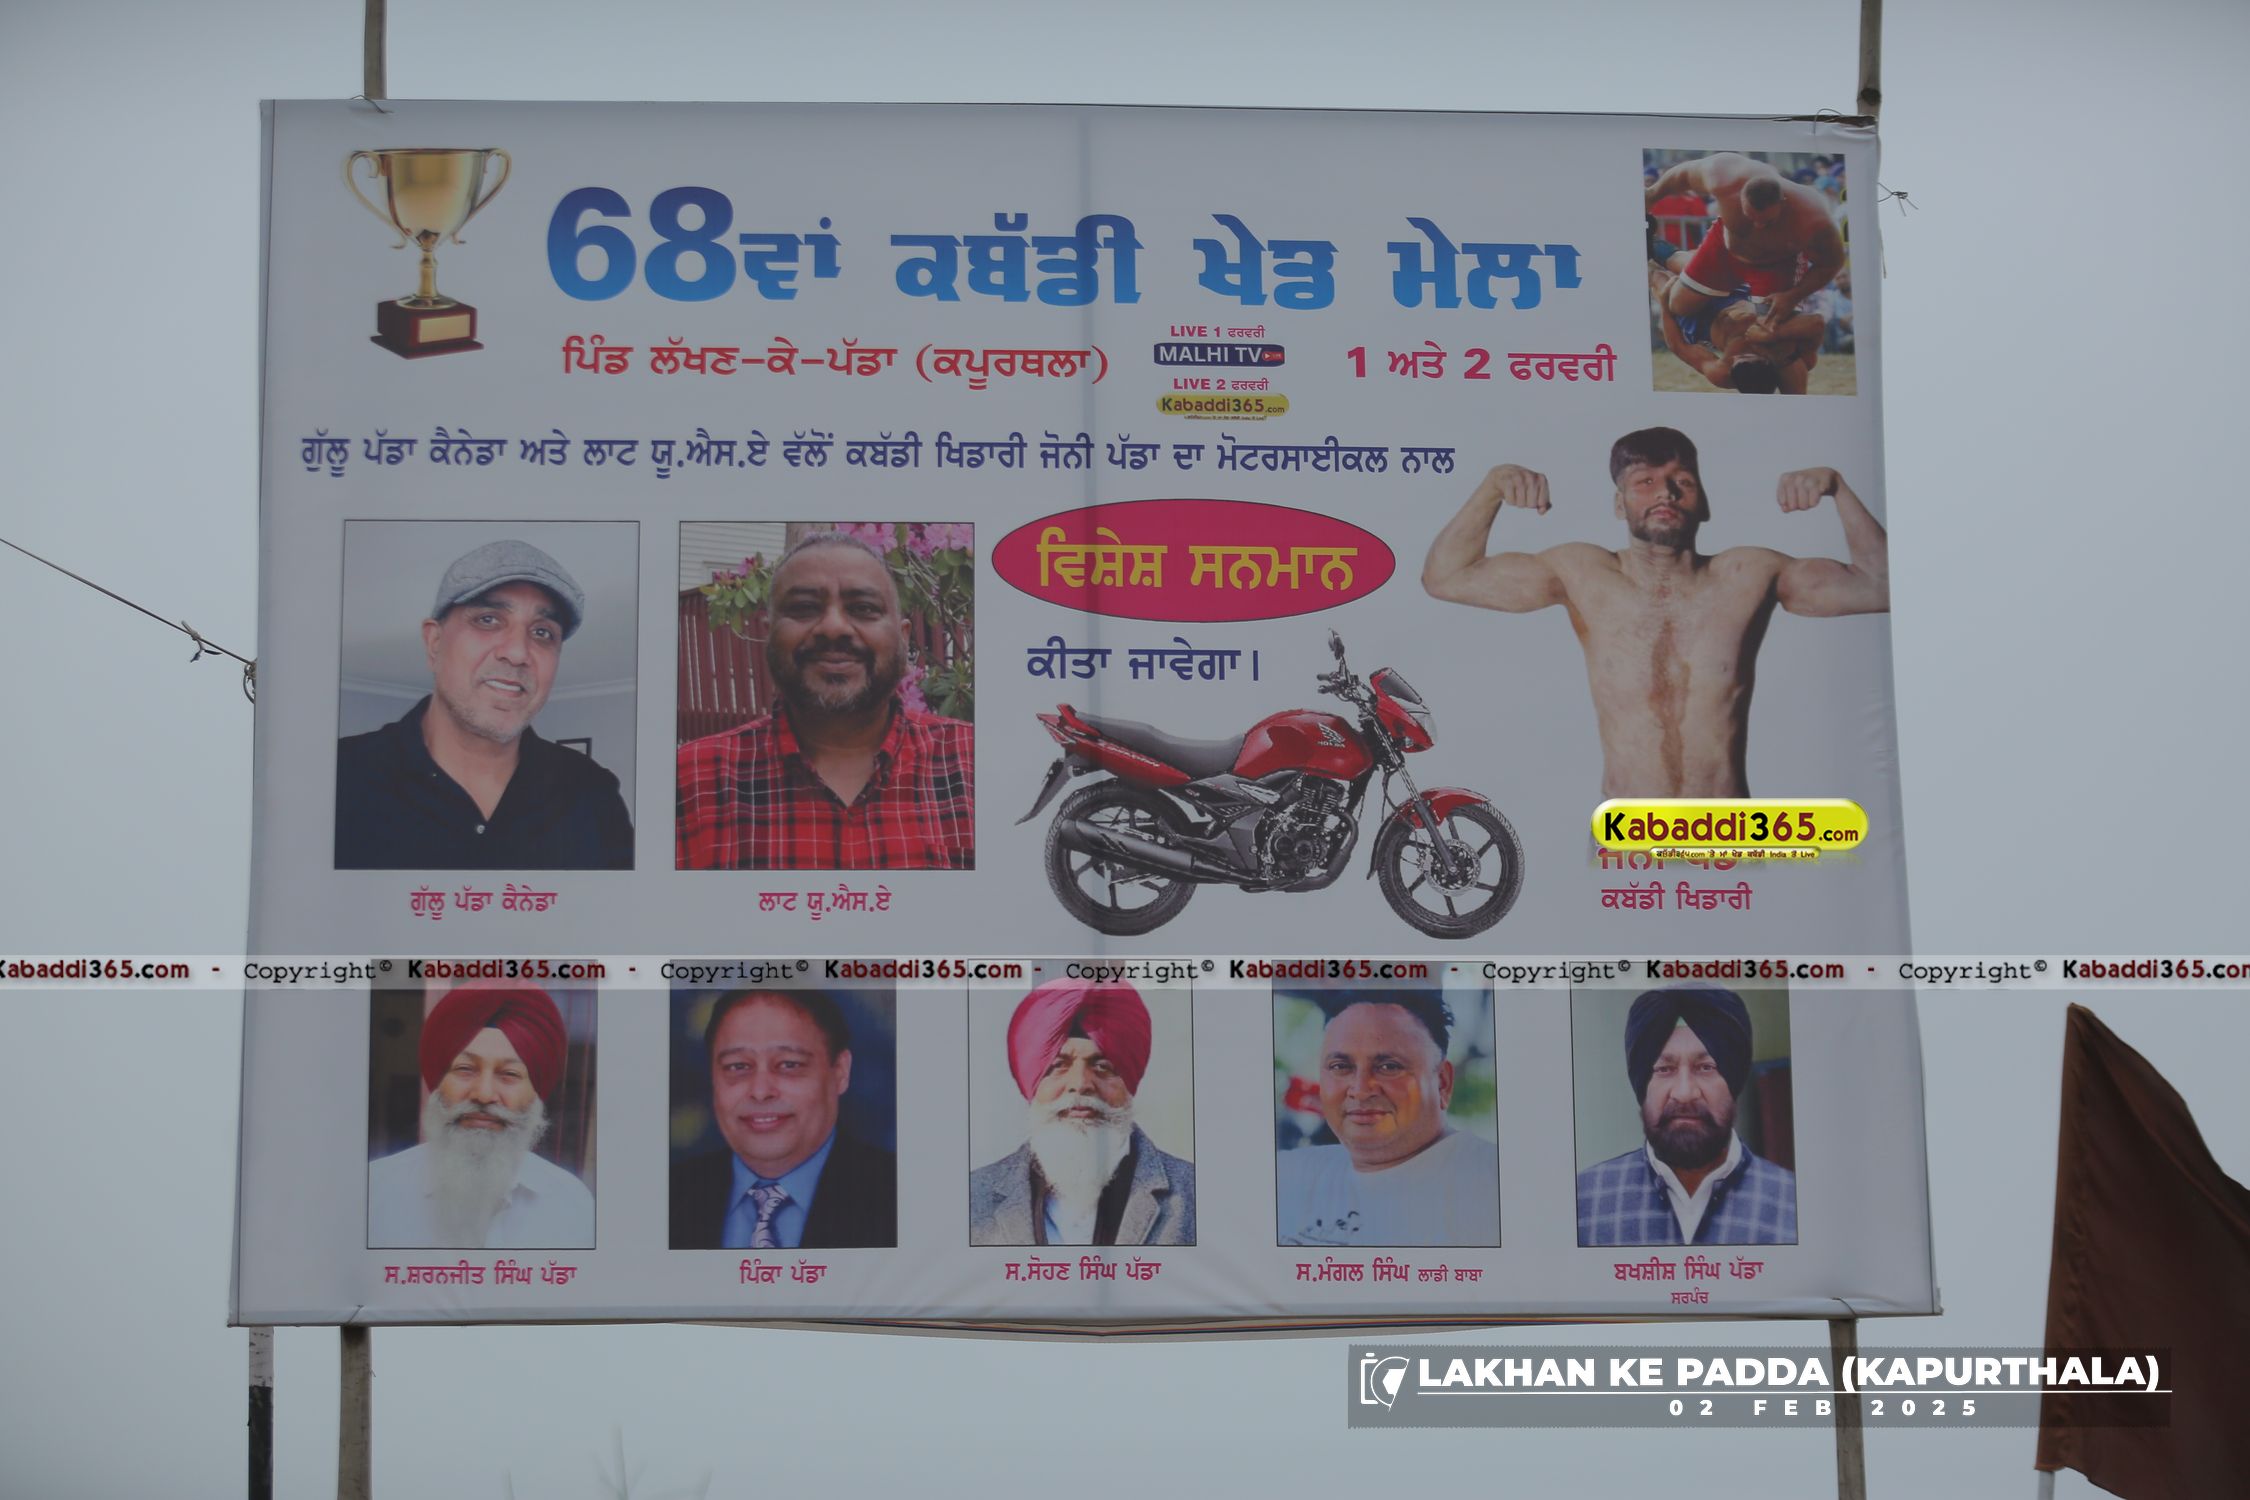 68ਵਾਂ ਕਬੱਡੀ ਖੇਡ ਮੇਲਾ
ਪਿੰਡ ਲੱਖਣ-ਕੇ-ਪੱਡਾ (ਕਪੂਰਥਲਾ)
LIVE 1 ਫਰਵਰੀ
MALHI TV
LIVE 2 ਫਰਵਰੀ
Kabaddi365.com
1 ਅਤੇ 2 ਫਰਵਰੀ
ਗੁੱਲੂ ਪੱਡਾ ਕੈਨੇਡਾ ਅਤੇ ਲਾਟ ਯੂ.ਐਸ.ਏ ਵੱਲੋਂ ਕਬੱਡੀ ਖਿਡਾਰੀ ਜੋਨੀ ਪੱਡਾ ਦਾ ਮੋਟਰਸਾਈਕਲ ਨਾਲ
ਵਿਸ਼ੇਸ਼ ਸਨਮਾਨ
ਕੀਤਾ ਜਾਵੇਗਾ।
ਗੁੱਲੂ ਪੱਡਾ ਕੈਨੇਡਾ
ਲਾਟ ਯੂ.ਐਸ.ਏ
Kabaddi365.com
ਕਬੱਡੀ ਖਿਡਾਰੀ
Kabaddi365.com - Copyright© Kabaddi365.com - Copyright© Kabaddi365.com - Copyright© Kabaddi365.com - Copyright© Kabaddi365.com - Copyright© Kabaddi365.com
ਸ.ਸ਼ਰਨਜੀਤ ਸਿੰਘ ਪੱਡਾ
ਪਿੰਕਾ ਪੱਡਾ
ਸ.ਸੋਹਣ ਸਿੰਘ ਪੱਡਾ
ਸ.ਮੰਗਲ ਸਿੰਘ ਲਾਡੀ ਬਾਬਾ
ਬਖਸ਼ੀਸ਼ ਸਿੰਘ ਪੱਡਾ
ਸਰਪੰਚ
LAKHAN KE PADDA (KAPURTHALA)
02 FEB 2025